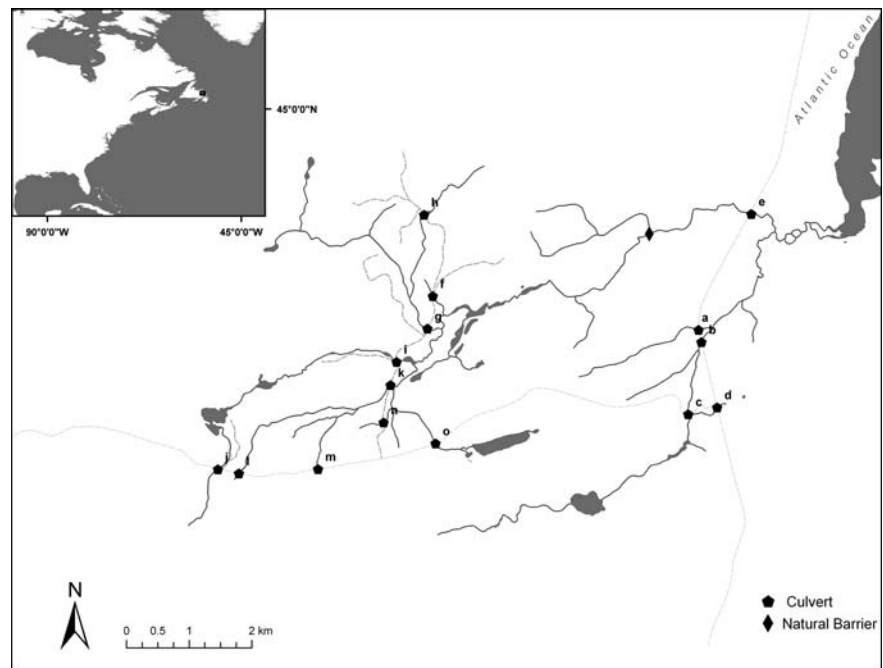 Atlantic Ocean
45°0'0"N
90°0'0"W
45°0'0"W
h
e
f
a
g
b
i
k
c
d
n
o
j
l
m
N
0 0.5 1 2 km
Culvert
Natural Barrier